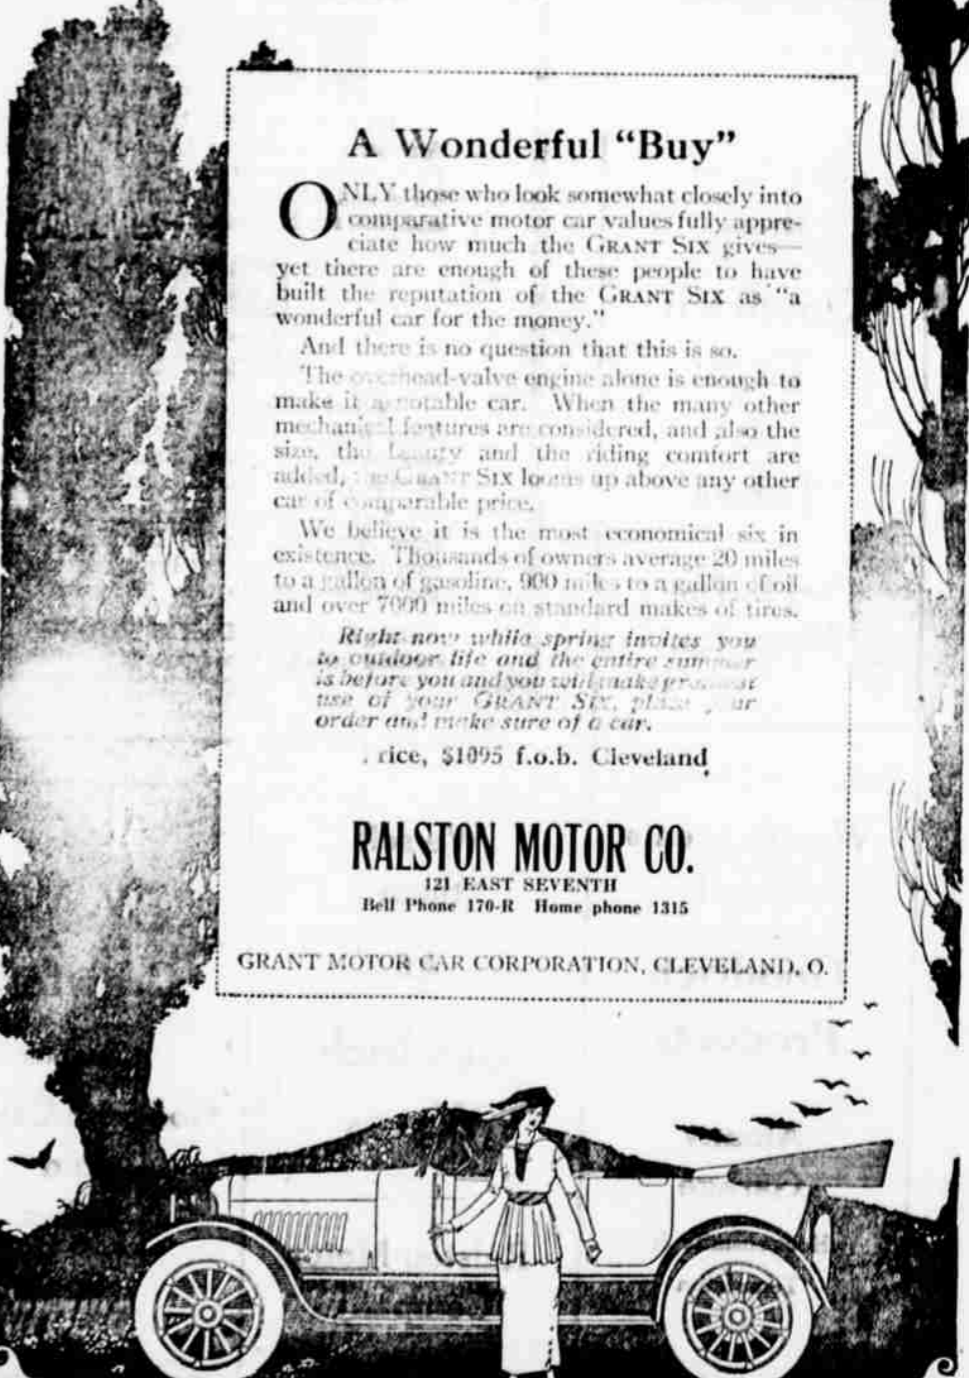 A Wonderful “Buy”
ONLY those who look somewhat closely into
comparative motor car values fully appre-
ciate how much the GRANT SIX gives—
yet there are enough of these people to have
built the reputation of the GRANT SIX as “a
wonderful car for the money.”
And there is no question that this is so.
The overhead-valve engine alone is enough to
make it a notable car. When the many other
mechanical features are considered, and also the
size, the beauty and the riding comfort are
added, the GRANT SIX looms up above any other
car of comparable price.
We believe it is the most economical six in
existence. Thousands of owners average 20 miles
to a gallon of gasoline, 900 miles to a gallon of oil
and over 7000 miles on standard makes of tires.
Right now while spring invites you
to outdoor life and the entire summer
is before you and you will make greatest
use of your GRANT SIX, place your
order and make sure of a car.
rice, $1095 f.o.b. Cleveland
RALSTON MOTOR CO.
121 EAST SEVENTH
Bell Phone 170-R Home phone 1315
GRANT MOTOR CAR CORPORATION, CLEVELAND, O.